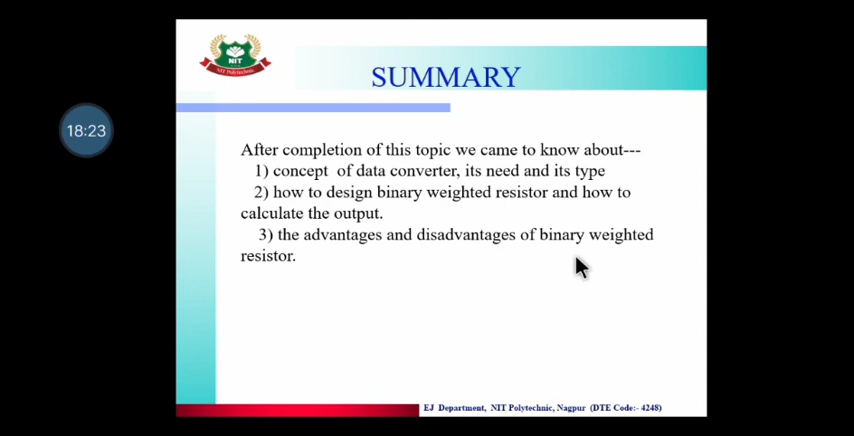 NIT
NIT Polytechnic
SUMMARY
18:23
After completion of this topic we came to know about---
1) concept of data converter, its need and its type
2) how to design binary weighted resistor and how to
calculate the output.
3) the advantages and disadvantages of binary weighted
resistor.
EJ Department, NIT Polytechnic, Nagpur (DTE Code:- 4248)